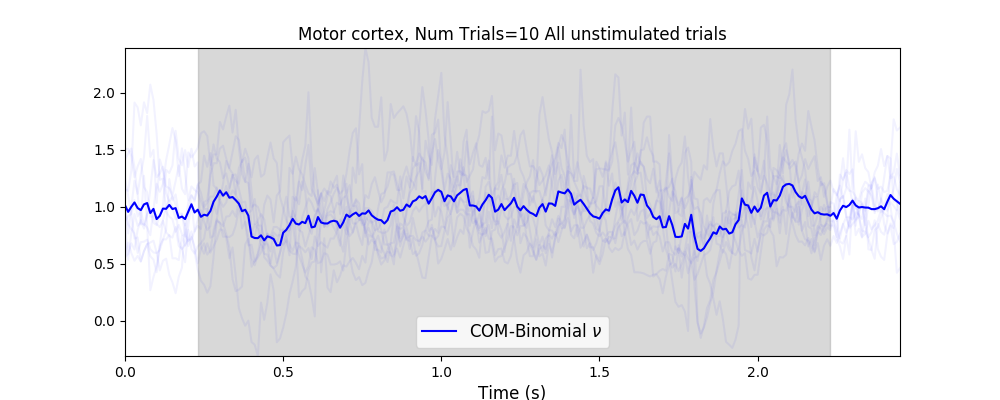 Motor cortex, Num Trials=10 All unstimulated trials
2.0
1.5
1.0
0.5
0.0
COM-Binomial ν
0.0 0.5 1.0 1.5 2.0
Time (s)